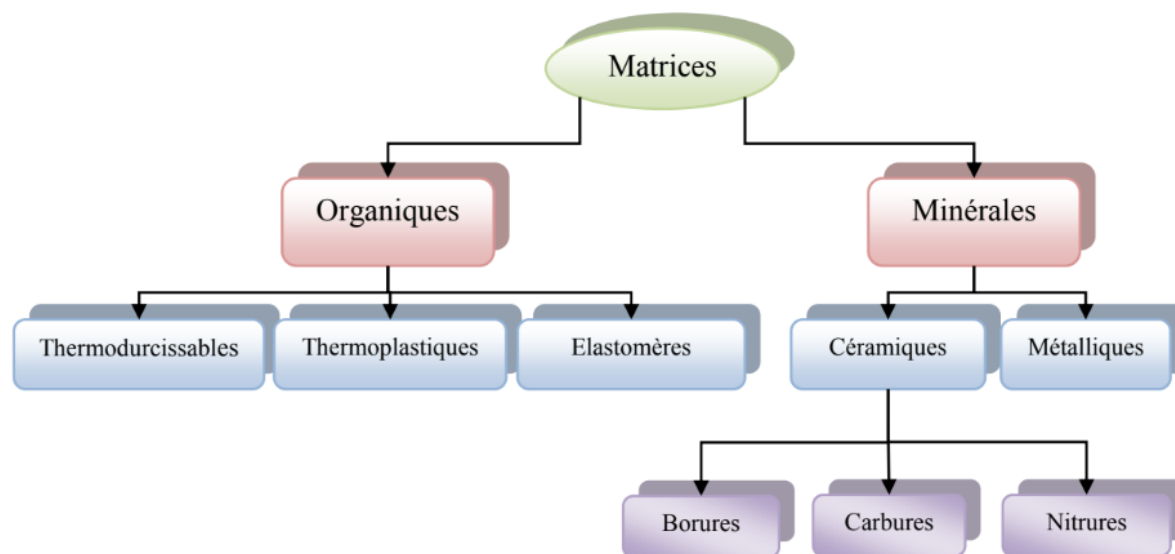 Matrices
Organiques
Minérales
Thermodurcissables
Thermoplastiques
Elastomères
Céramiques
Métalliques
Borures
Carbures
Nitrures